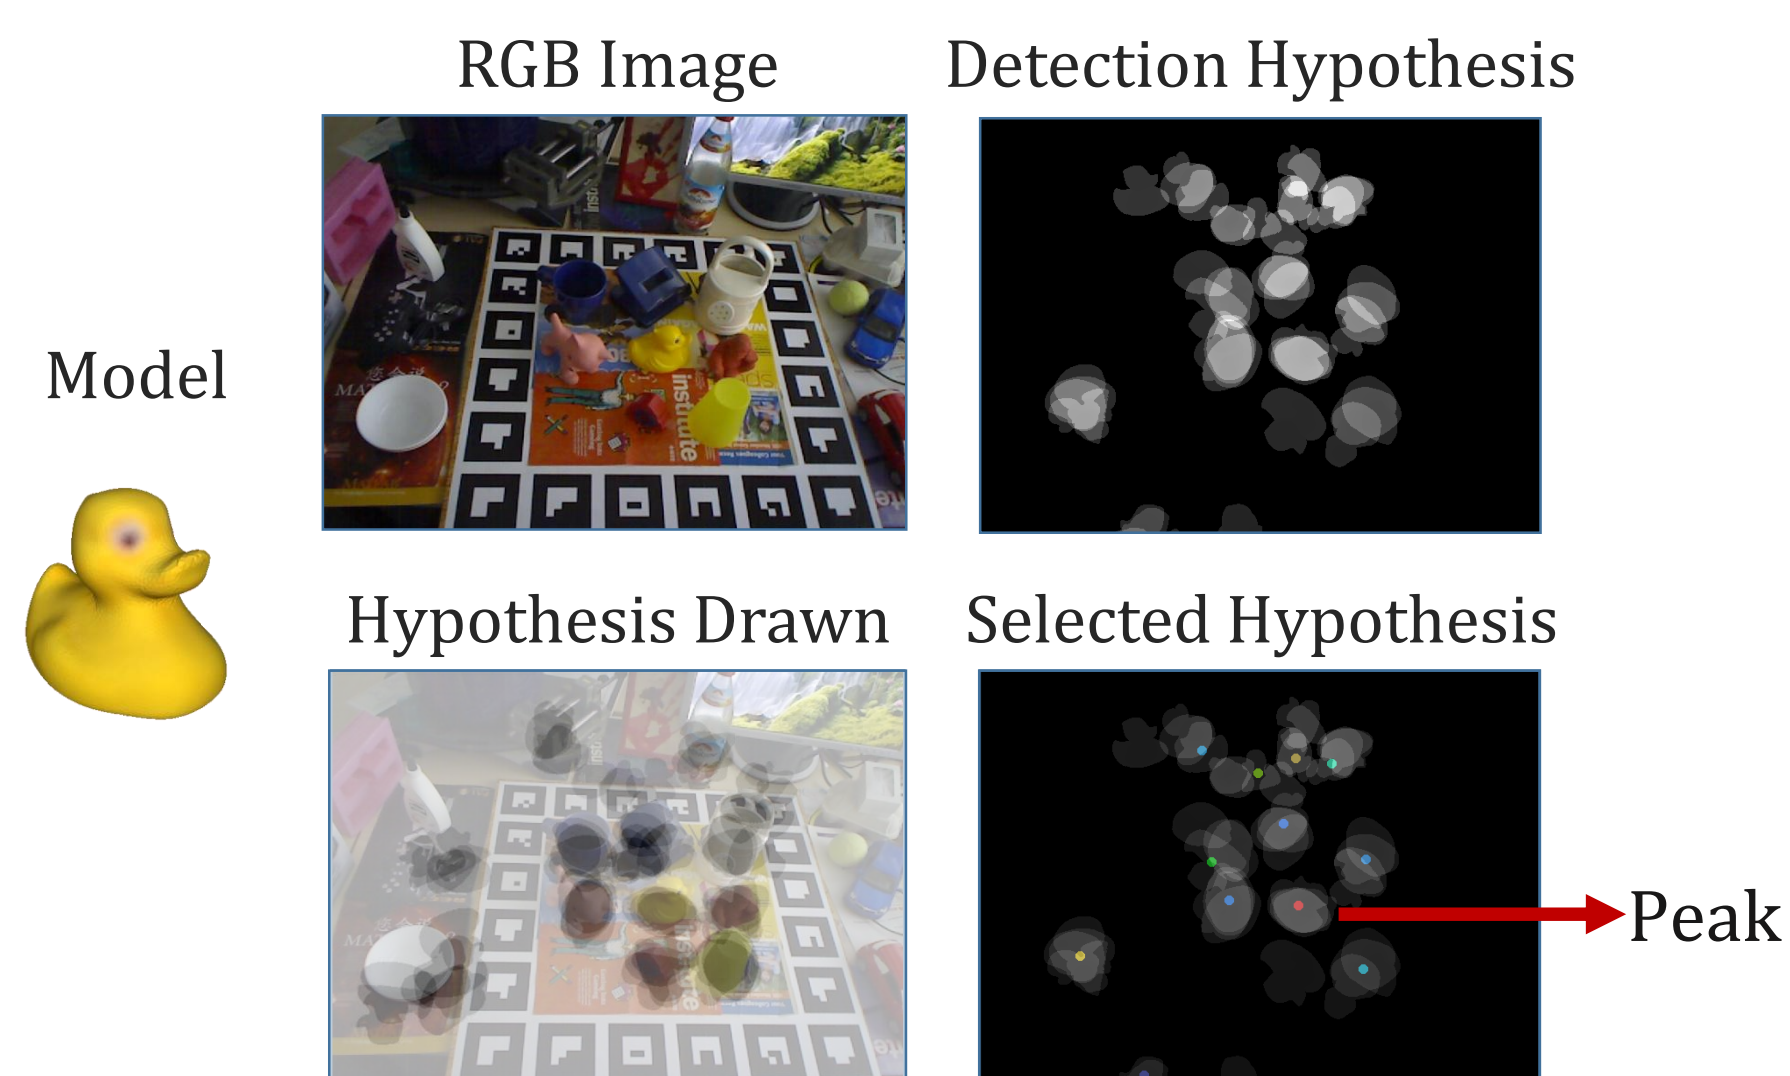 RGB Image
Detection Hypothesis
Model
institute
Hypothesis Drawn
Selected Hypothesis
Peak